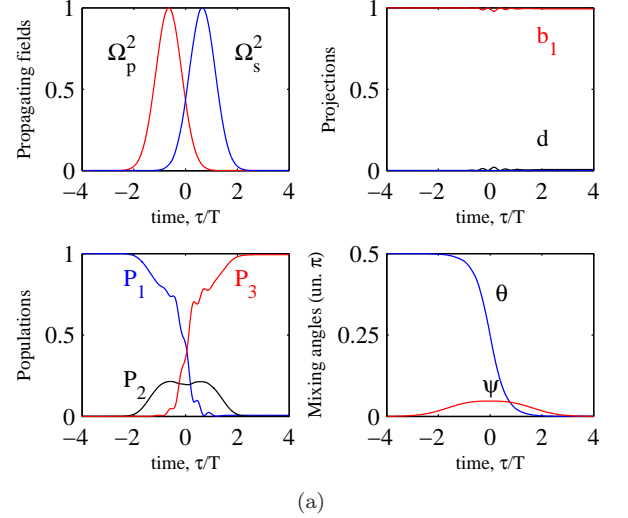 Propagating fields
1
0.5
0
Ω_p^2
Ω_s^2
−4 −2 0 2 4
time, τ/T
Projections
1
0.5
0
b_1
d
−4 −2 0 2 4
time, τ/T
Populations
1
0.5
0
P_1
P_3
P_2
−4 −2 0 2 4
time, τ/T
Mixing angles (un. π)
0.5
0.25
0
θ
ψ
−4 −2 0 2 4
time, τ/T
(a)